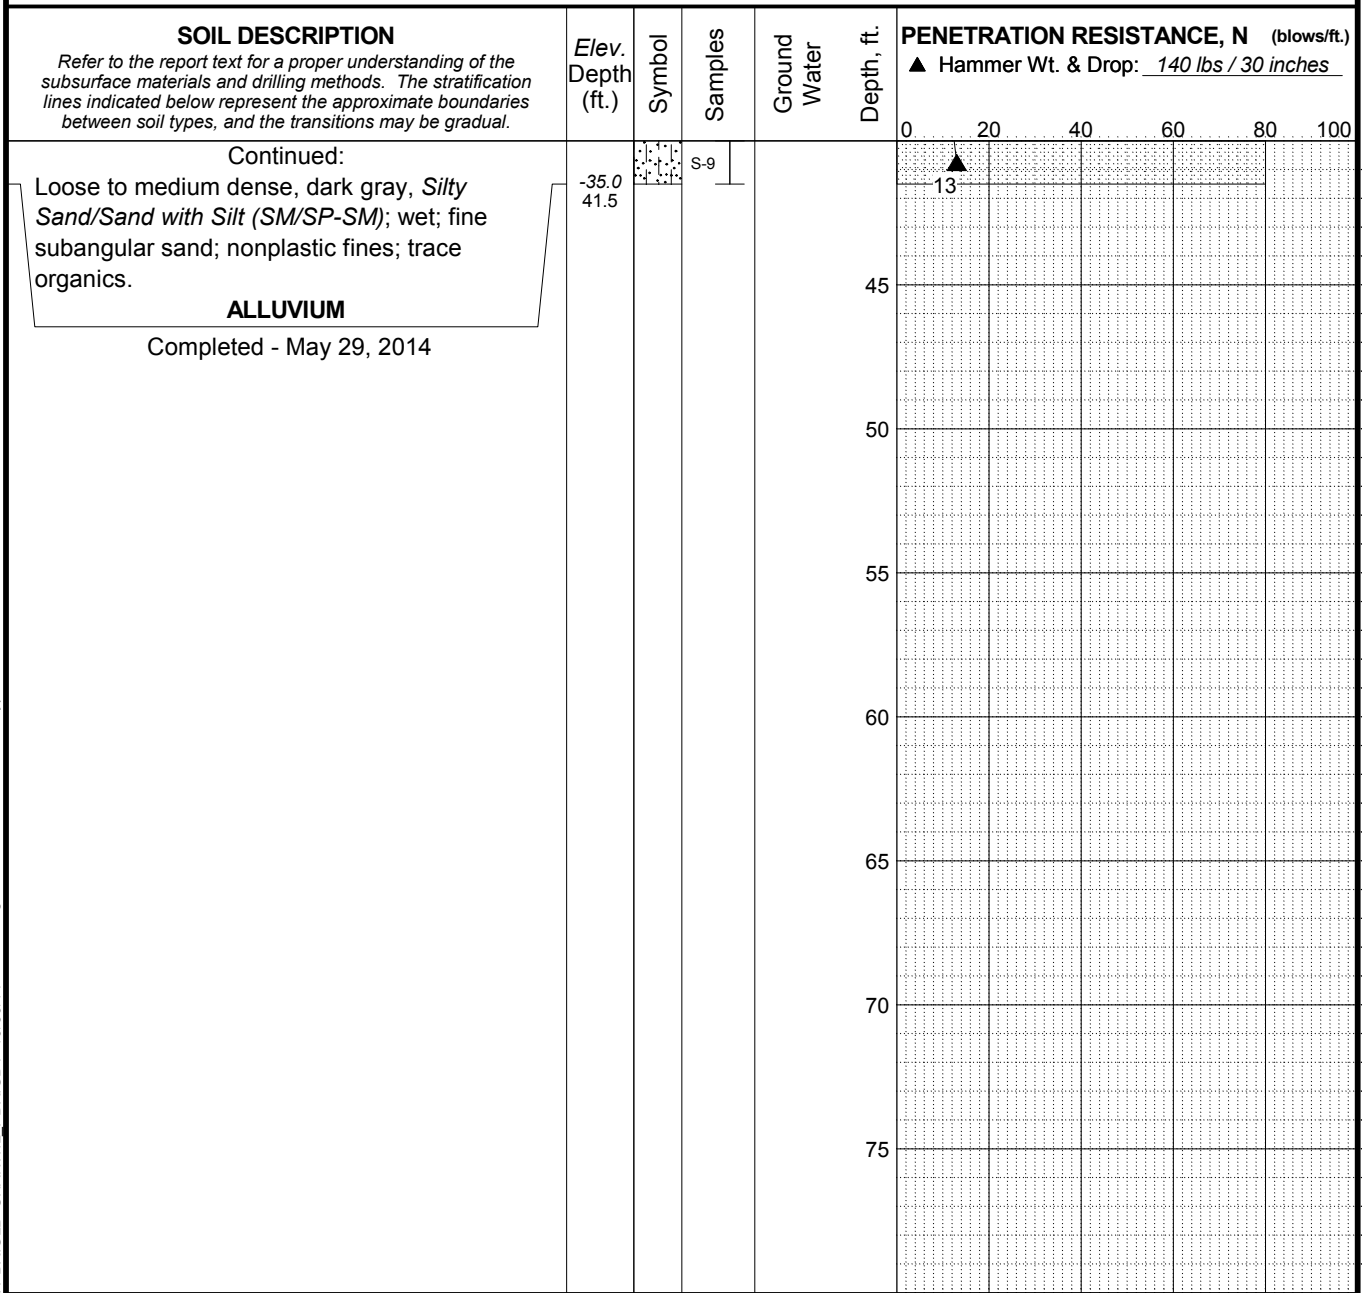 SOIL DESCRIPTION
Refer to the report text for a proper understanding of the
subsurface materials and drilling methods. The stratification
lines indicated below represent the approximate boundaries
between soil types, and the transitions may be gradual.
Elev.
Depth
(ft.)
Symbol
Samples
Ground
Water
Depth, ft.
PENETRATION RESISTANCE, N (blows/ft.)
▲ Hammer Wt. & Drop: 140 lbs / 30 inches
0 20 40 60 80 100
Continued:
Loose to medium dense, dark gray, Silty
Sand/Sand with Silt (SM/SP-SM); wet; fine
subangular sand; nonplastic fines; trace
organics.
ALLUVIUM
Completed - May 29, 2014
-35.0
41.5
S-9
13
45
50
55
60
65
70
75